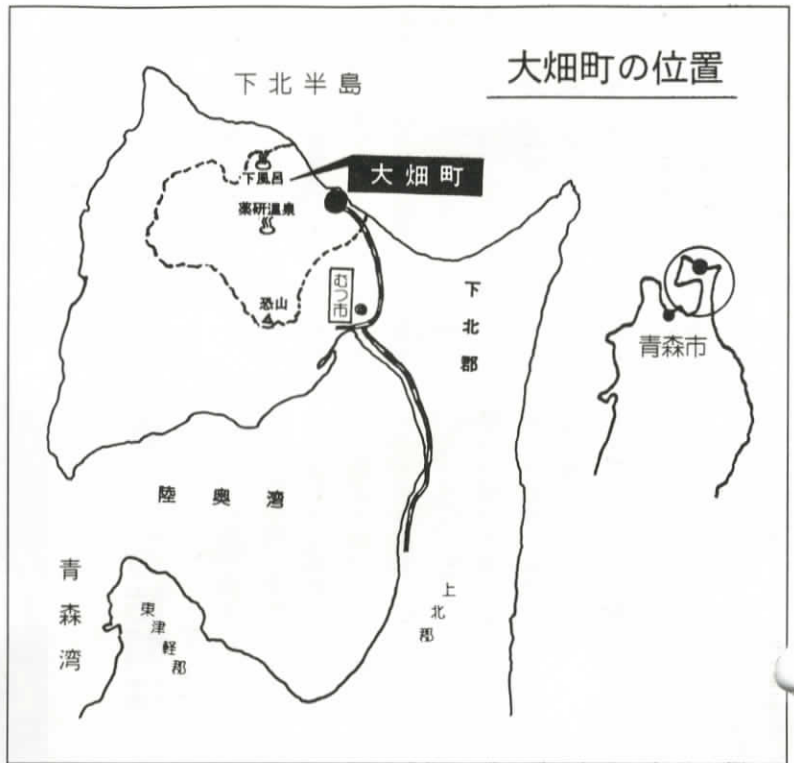 大畑町の位置
下北半島
大畑町
下風呂
薬研温泉
恐山
むつ市
下北郡
青森市
陸奥湾
青森湾
東津軽郡
上北郡